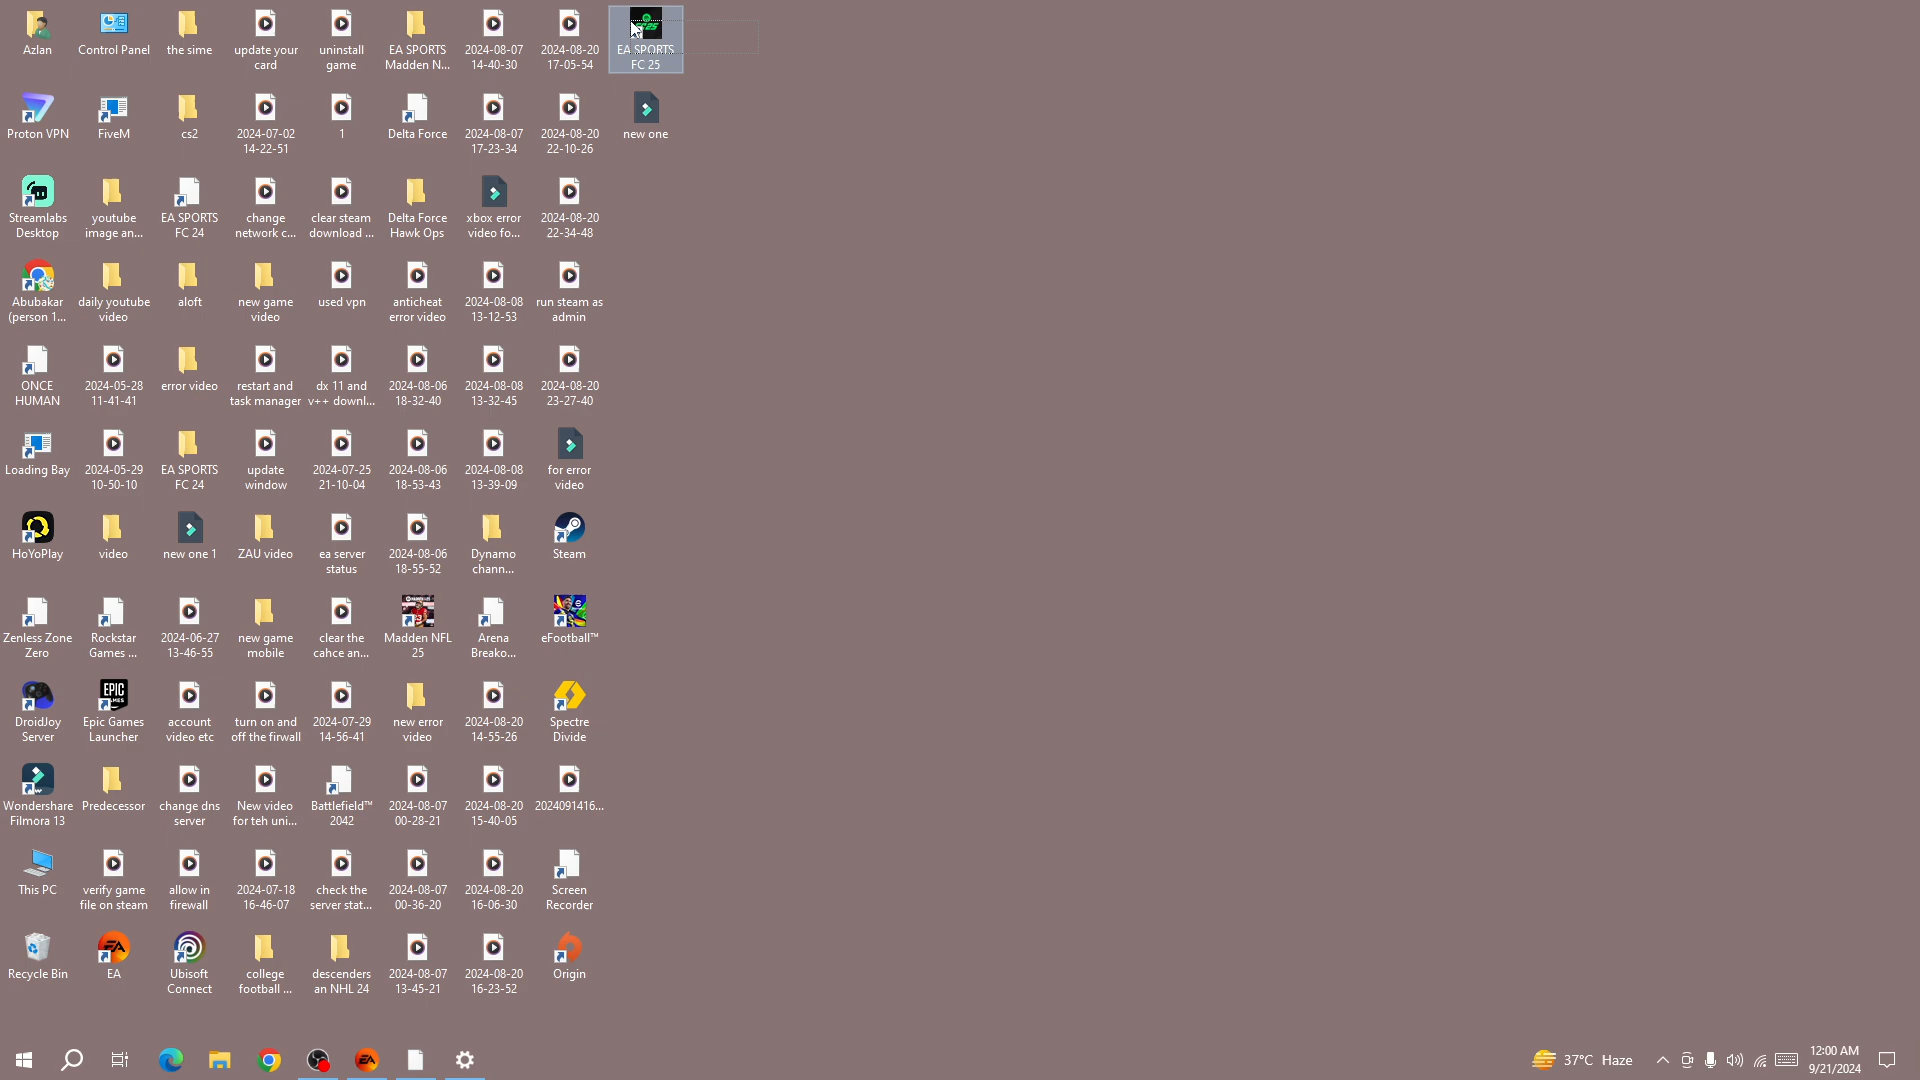 Azlan
Control Panel
the sime
update your
card
uninstall
game
EA SPORTS
Madden N...
2024-08-07
14-40-30
2024-08-20
17-05-54
EA SPORTS
FC 25
Proton VPN
FiveM
cs2
2024-07-02
14-22-51
1
Delta Force
2024-08-07
17-23-34
2024-08-20
22-10-26
new one
Streamlabs
Desktop
youtube
image an...
EA SPORTS
FC 24
change
network c...
clear steam
download ...
Delta Force
Hawk Ops
xbox error
video fo...
2024-08-20
22-34-48
Abubakar
(person 1...
daily youtube
video
aloft
new game
video
used vpn
anticheat
error video
2024-08-08
13-12-53
run steam as
admin
ONCE
HUMAN
2024-05-28
11-41-41
error video
restart and
task manager
dx 11 and
v++ downl...
2024-08-06
18-32-40
2024-08-08
13-32-45
2024-08-20
23-27-40
Loading Bay
2024-05-29
10-50-10
EA SPORTS
FC 24
update
window
2024-07-25
21-10-04
2024-08-06
18-53-43
2024-08-08
13-39-09
for error
video
HoYoPlay
video
new one 1
ZAU video
ea server
status
2024-08-06
18-55-52
Dynamo
chann...
Steam
Zenless Zone
Zero
Rockstar
Games ...
2024-06-27
13-46-55
new game
mobile
clear the
cahce an...
Madden NFL
25
Arena
Breako...
eFootball™
DroidJoy
Server
EPIC
GAMES
Epic Games
Launcher
account
video etc
turn on and
off the firwall
2024-07-29
14-56-41
new error
video
2024-08-20
14-55-26
Spectre
Divide
Wondershare
Filmora 13
Predecessor
change dns
server
New video
for teh uni...
Battlefield™
2042
2024-08-07
00-28-21
2024-08-20
15-40-05
2024091416...
This PC
verify game
file on steam
allow in
firewall
2024-07-18
16-46-07
check the
server stat...
2024-08-07
00-36-20
2024-08-20
16-06-30
Screen
Recorder
Recycle Bin
EA
EA
Ubisoft
Connect
college
football ...
descenders
an NHL 24
2024-08-07
13-45-21
2024-08-20
16-23-52
Origin
EA
37°C Haze
12:00 AM
9/21/2024